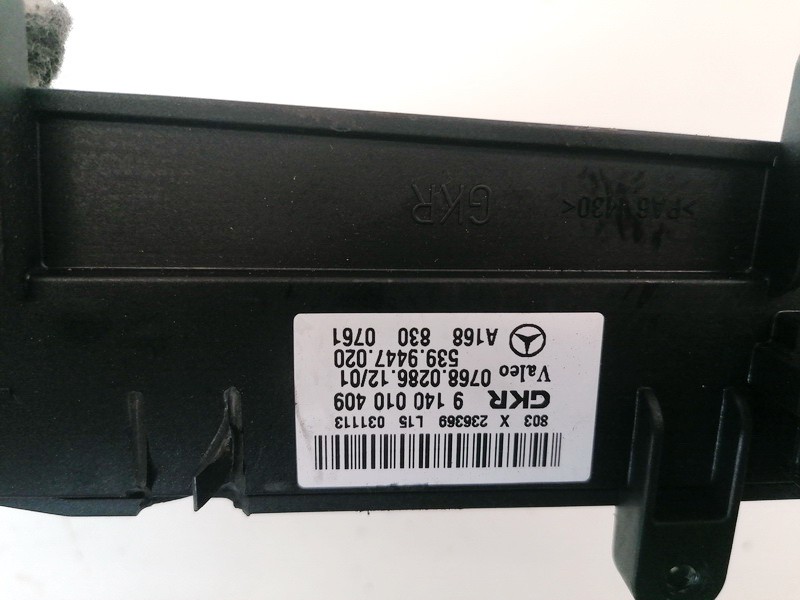 803 X 236369 L15 031113
GKR 9 140 010 409
Valeo 0768.0286.12/01
539.9447.020
A168 830 0761
GKR